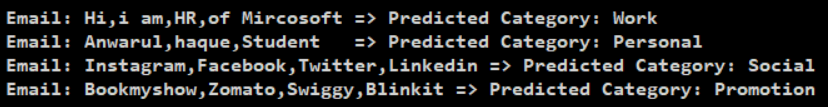 Email: Hi,i am,HR,of Mircosoft => Predicted Category: Work
Email: Anwarul,haque,Student   => Predicted Category: Personal
Email: Instagram,Facebook,Twitter,Linkedin => Predicted Category: Social
Email: Bookmyshow,Zomato,Swiggy,Blinkit => Predicted Category: Promotion